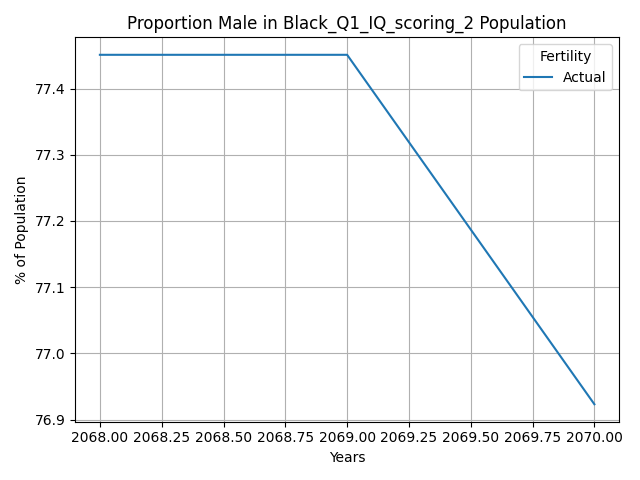 Proportion Male in Black_Q1_IQ_scoring_2 Population
Fertility
Actual
% of Population
77.4
77.3
77.2
77.1
77.0
76.9
2068.00 2068.25 2068.50 2068.75 2069.00 2069.25 2069.50 2069.75 2070.00
Years